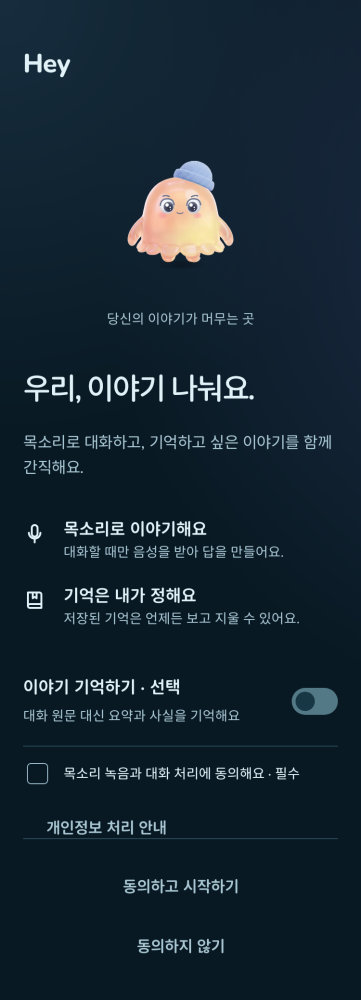 Hey
당신의 이야기가 머무는 곳
우리, 이야기 나눠요.
목소리로 대화하고, 기억하고 싶은 이야기를 함께
간직해요.
목소리로 이야기해요
대화할 때만 음성을 받아 답을 만들어요.
기억은 내가 정해요
저장된 기억은 언제든 보고 지울 수 있어요.
이야기 기억하기 · 선택
대화 원문 대신 요약과 사실을 기억해요
목소리 녹음과 대화 처리에 동의해요 · 필수
개인정보 처리 안내
동의하고 시작하기
동의하지 않기